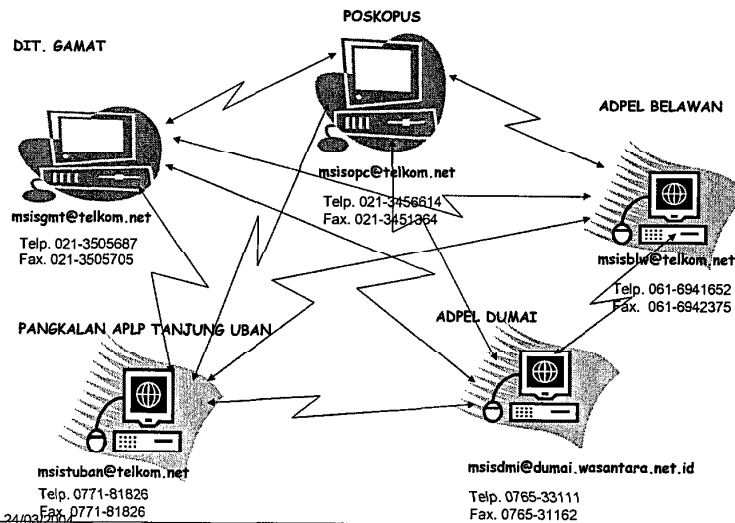 POSKOPUS
DIT. GAMAT
ADPEL BELAWAN
msisopc@telkom.net
Telp. 021-3456614
Fax. 021-3451364
msisgmt@telkom.net
Telp. 021-3505687
Fax. 021-3505705
msisblw@telkom.net
Telp. 061-6941652
Fax. 061-6942375
PANGKALAN APLP TANJUNG UBAN
ADPEL DUMAI
msistuban@telkom.net
Telp. 0771-81826
Fax. 0771-81826
msisdmi@dumai.wasantara.net.id
Telp. 0765-33111
Fax. 0765-31162
24/03/2004